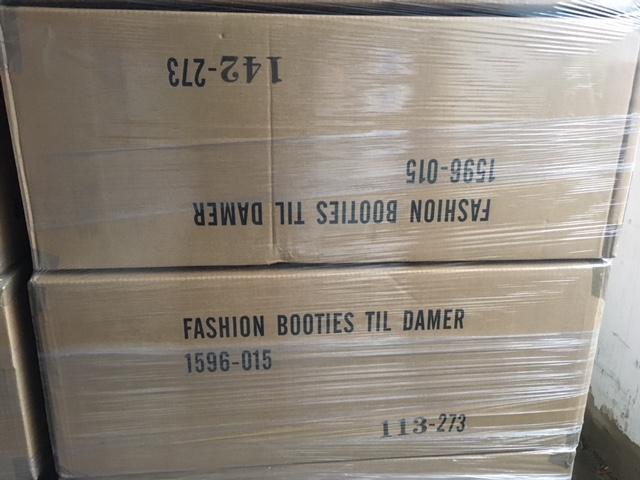 142-273
1596-015
FASHION BOOTIES TIL DAMER
FASHION BOOTIES TIL DAMER
1596-015
113-273